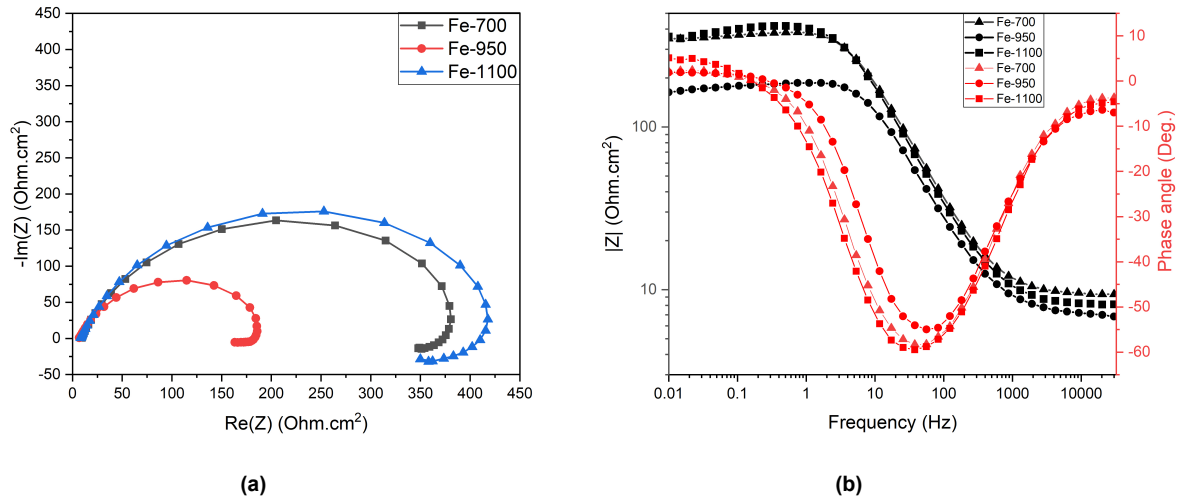 450
400
350
300
250
200
150
100
50
0
-50
-Im(Z) (Ohm.cm²)
0 50 100 150 200 250 300 350 400 450
Re(Z) (Ohm.cm²)
Fe-700
Fe-950
Fe-1100
(a)
|Z| (Ohm.cm²)
100
10
0.01 0.1 1 10 100 1000 10000
Frequency (Hz)
Fe-700
Fe-950
Fe-1100
Fe-700
Fe-950
Fe-1100
10
0
-10
-20
-30
-40
-50
-60
Phase angle (Deg.)
(b)